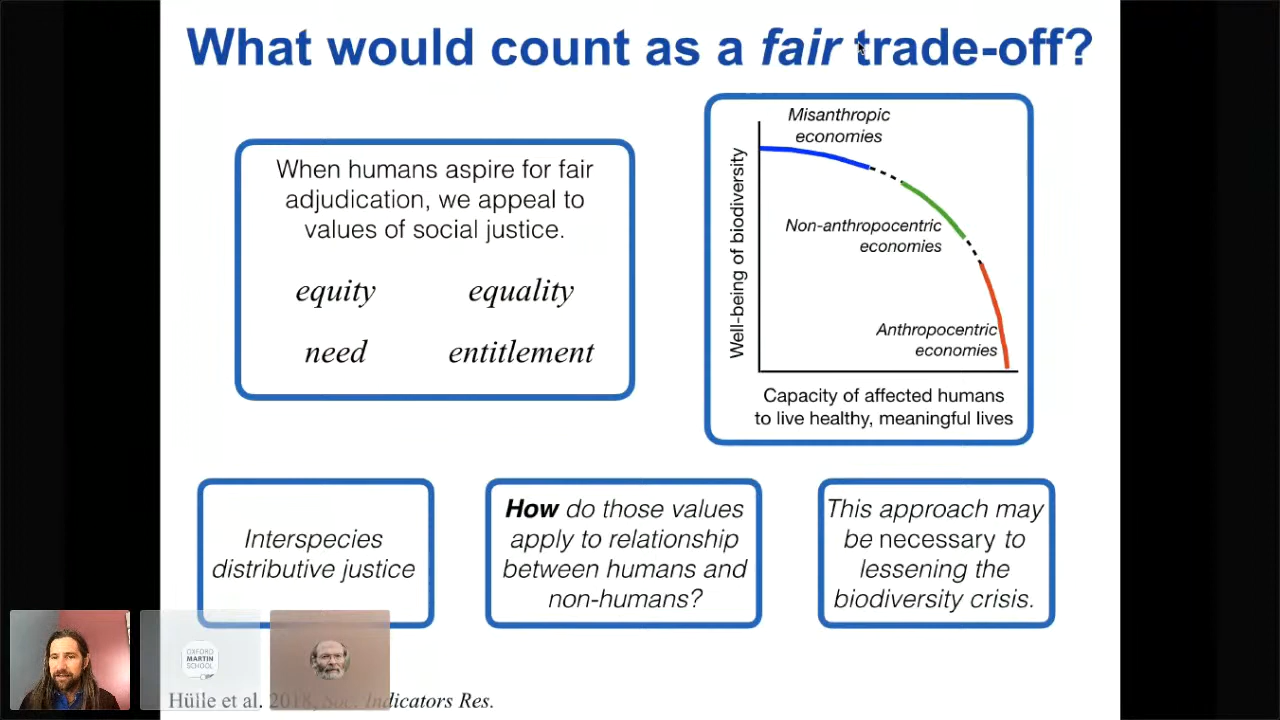 What would count as a fair trade-off?
When humans aspire for fair
adjudication, we appeal to
values of social justice.
equity equality
need entitlement
Misanthropic
economies
Non-anthropocentric
economies
Anthropocentric
economies
Well-being of biodiversity
Capacity of affected humans
to live healthy, meaningful lives
Interspecies
distributive justice
How do those values
apply to relationship
between humans and
non-humans?
This approach may
be necessary to
lessening the
biodiversity crisis.
OXFORD
MARTIN
SCHOOL
Hülle et al. 2018, Soc. Indicators Res.